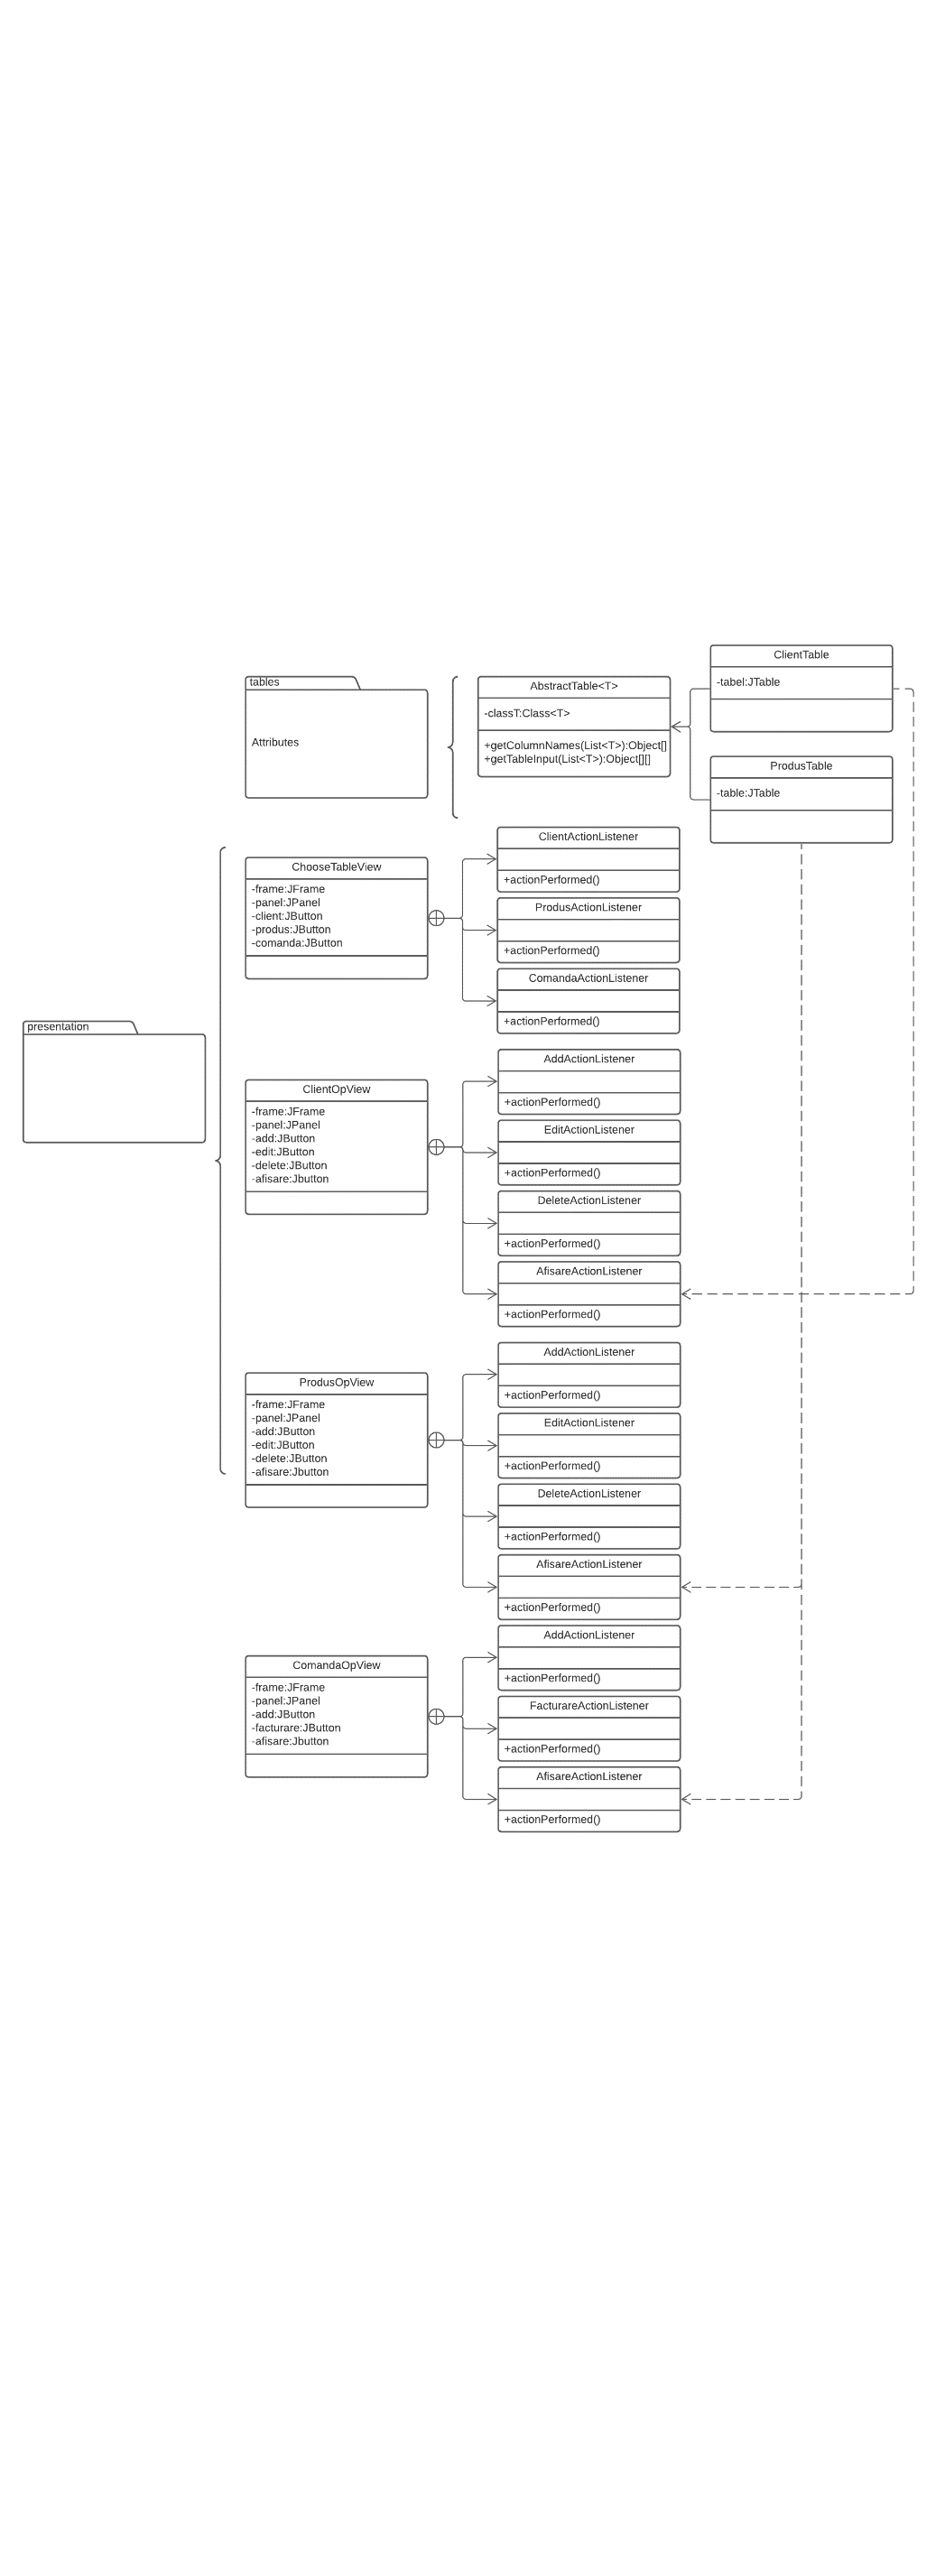 ClientTable
-tabel:JTable
tables
Attributes
AbstractTable<T>
-classT:Class<T>
+getColumnNames(List<T>):Object[]
+getTableInput(List<T>):Object[][]
ProdusTable
-table:JTable
ChooseTableView
-frame:JFrame
-panel:JPanel
-client:JButton
-produs:JButton
-comanda:JButton
ClientActionListener
+actionPerformed()
ProdusActionListener
+actionPerformed()
ComandaActionListener
+actionPerformed()
presentation
ClientOpView
-frame:JFrame
-panel:JPanel
-add:JButton
-edit:JButton
-delete:JButton
-afisare:Jbutton
AddActionListener
+actionPerformed()
EditActionListener
+actionPerformed()
DeleteActionListener
+actionPerformed()
AfisareActionListener
+actionPerformed()
ProdusOpView
-frame:JFrame
-panel:JPanel
-add:JButton
-edit:JButton
-delete:JButton
-afisare:Jbutton
AddActionListener
+actionPerformed()
EditActionListener
+actionPerformed()
DeleteActionListener
+actionPerformed()
AfisareActionListener
+actionPerformed()
ComandaOpView
-frame:JFrame
-panel:JPanel
-add:JButton
-facturare:JButton
-afisare:Jbutton
AddActionListener
+actionPerformed()
FacturareActionListener
+actionPerformed()
AfisareActionListener
+actionPerformed()